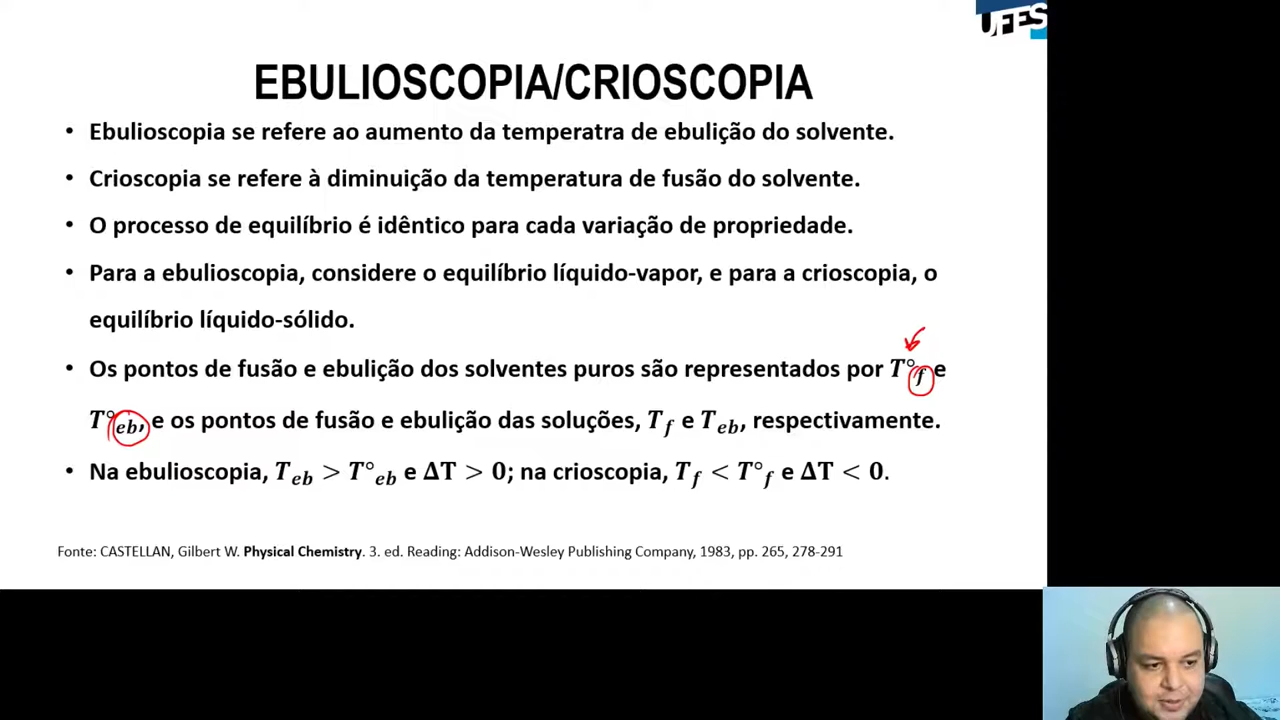 UFES
EBULIOSCOPIA/CRIOSCOPIA
• Ebulioscopia se refere ao aumento da temperatra de ebulição do solvente.
• Crioscopia se refere à diminuição da temperatura de fusão do solvente.
• O processo de equilíbrio é idêntico para cada variação de propriedade.
• Para a ebulioscopia, considere o equilíbrio líquido-vapor, e para a crioscopia, o
equilíbrio líquido-sólido.
• Os pontos de fusão e ebulição dos solventes puros são representados por T°f e
T°eb, e os pontos de fusão e ebulição das soluções, Tf e Teb, respectivamente.
• Na ebulioscopia, Teb > T°eb e ΔT > 0; na crioscopia, Tf < T°f e ΔT < 0.
Fonte: CASTELLAN, Gilbert W. Physical Chemistry. 3. ed. Reading: Addison-Wesley Publishing Company, 1983, pp. 265, 278-291